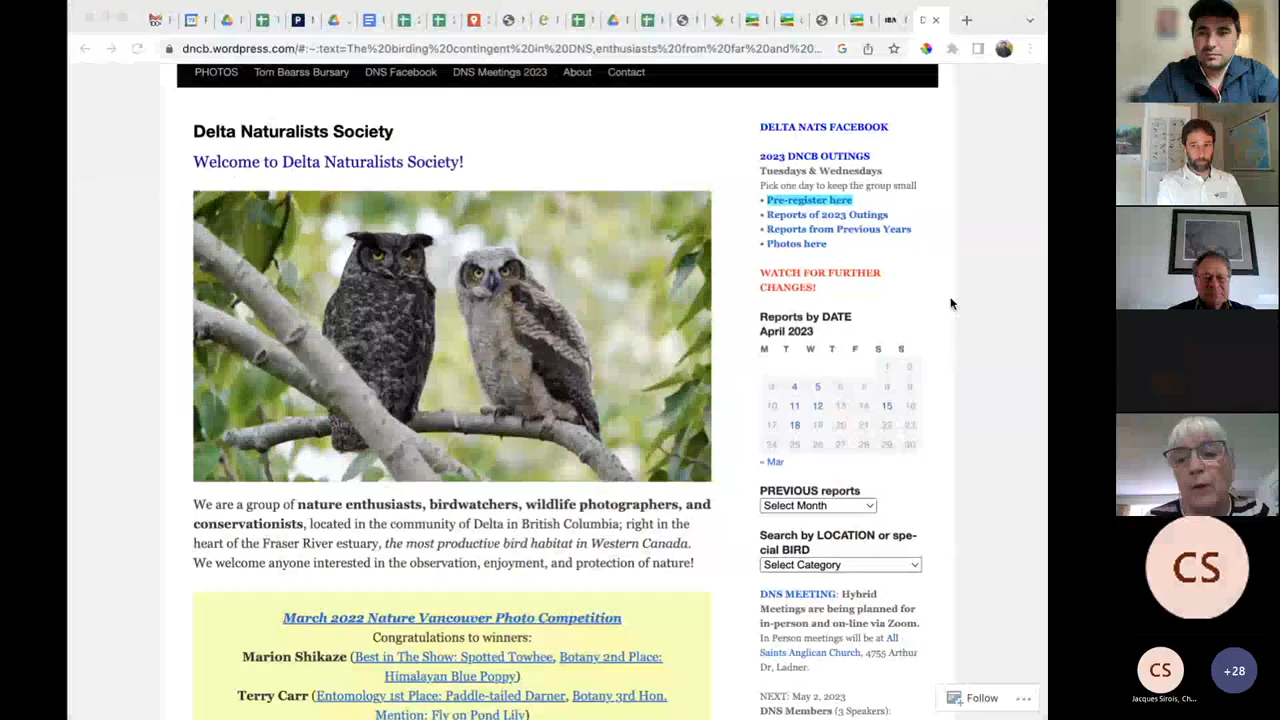 dncb.wordpress.com/#:~:text=The%20birding%20contingent%20in%20DNS,enthusiasts%20from%20far%20and%20...
PHOTOS Tom Bearss Bursary DNS Facebook DNS Meetings 2023 About Contact
Delta Naturalists Society
Welcome to Delta Naturalists Society!
We are a group of nature enthusiasts, birdwatchers, wildlife photographers, and
conservationists, located in the community of Delta in British Columbia; right in the
heart of the Fraser River estuary, the most productive bird habitat in Western Canada.
We welcome anyone interested in the observation, enjoyment, and protection of nature!
March 2022 Nature Vancouver Photo Competition
Congratulations to winners:
Marion Shikaze (Best in The Show: Spotted Towhee, Botany 2nd Place:
Himalayan Blue Poppy)
Terry Carr (Entomology 1st Place: Paddle-tailed Darner, Botany 3rd Hon.
Mention: Fly on Pond Lily)
DELTA NATS FACEBOOK
2023 DNCB OUTINGS
Tuesdays & Wednesdays
Pick one day to keep the group small
• Pre-register here
• Reports of 2023 Outings
• Reports from Previous Years
• Photos here
WATCH FOR FURTHER
CHANGES!
Reports by DATE
April 2023
M T W T F S S
1 2
3 4 5 6 7 8 9
10 11 12 13 14 15 16
17 18 19 20 21 22 23
24 25 26 27 28 29 30
« Mar
PREVIOUS reports
Select Month
Search by LOCATION or spe-
cial BIRD
Select Category
DNS MEETING: Hybrid
Meetings are being planned for
in-person and on-line via Zoom.
In Person meetings will be at All
Saints Anglican Church, 4755 Arthur
Dr, Ladner.
NEXT: May 2, 2023
DNS Members (3 Speakers):
Follow
CS
CS
+28
Jacques Sirois, Ch...